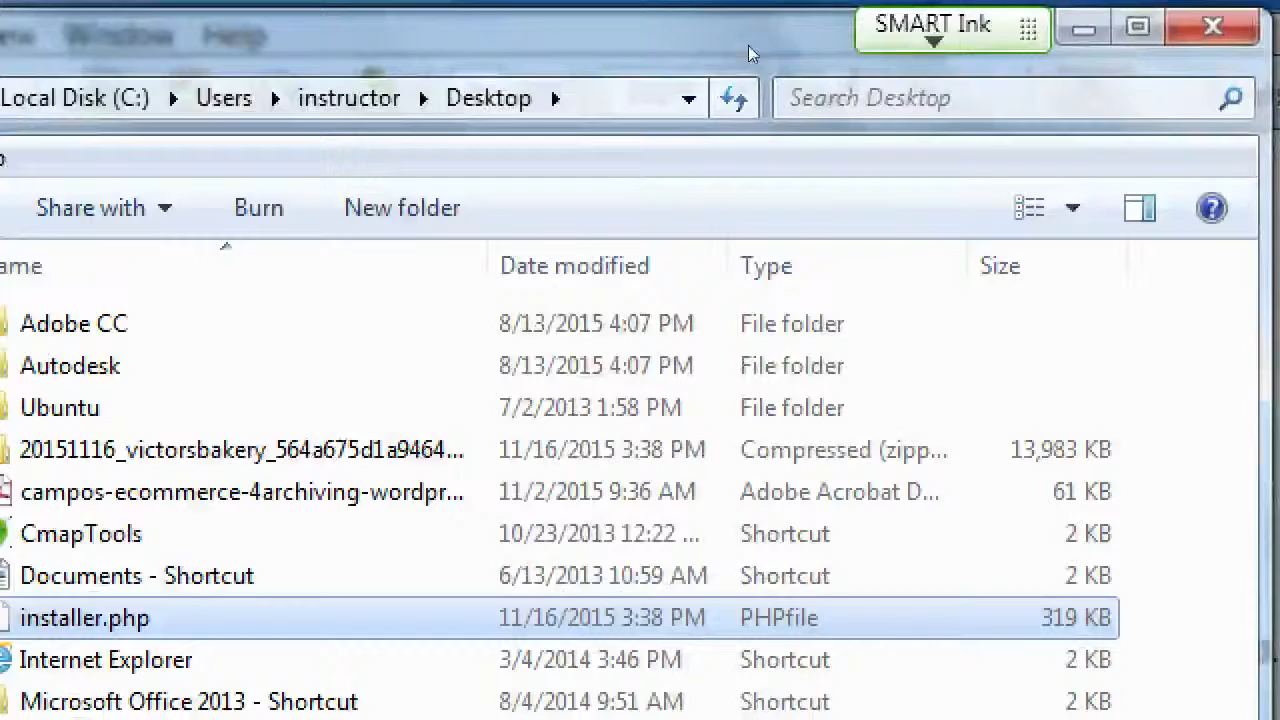 SMART Ink
Window Help
Local Disk (C:) Users instructor Desktop Search Desktop
Share with Burn New folder
ame Date modified Type Size
Adobe CC 8/13/2015 4:07 PM File folder
Autodesk 8/13/2015 4:07 PM File folder
Ubuntu 7/2/2013 1:58 PM File folder
20151116_victorsbakery_564a675d1a9464... 11/16/2015 3:38 PM Compressed (zipp... 13,983 KB
campos-ecommerce-4archiving-wordpr... 11/2/2015 9:36 AM Adobe Acrobat D... 61 KB
CmapTools 10/23/2013 12:22 ... Shortcut 2 KB
Documents - Shortcut 6/13/2013 10:59 AM Shortcut 2 KB
installer.php 11/16/2015 3:38 PM PHPfile 319 KB
Internet Explorer 3/4/2014 3:46 PM Shortcut 2 KB
Microsoft Office 2013 - Shortcut 8/4/2014 9:51 AM Shortcut 2 KB